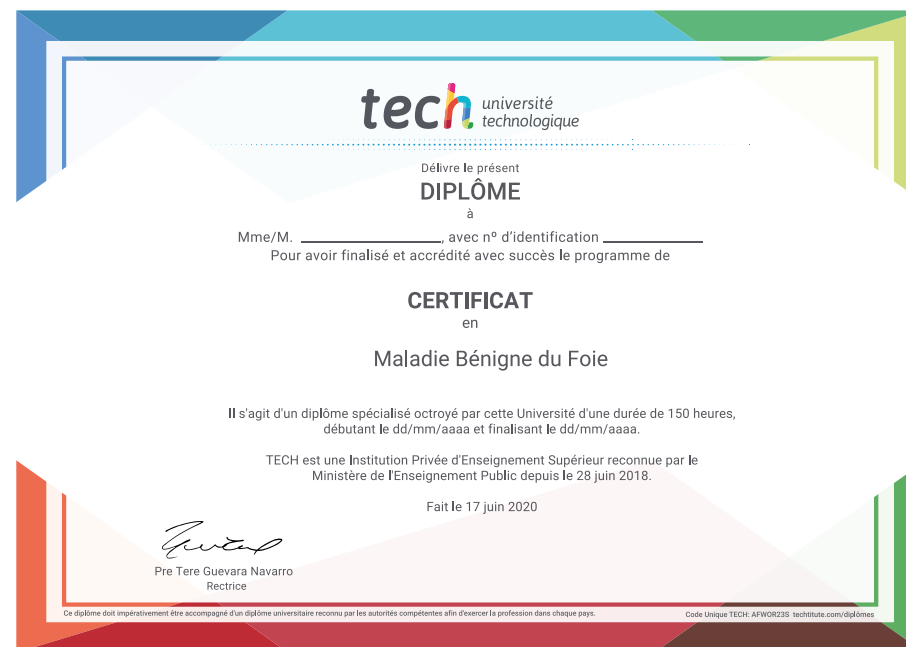 tech université
technologique
Délivre le présent
DIPLÔME
à
Mme/M. ____________________, avec nº d'identification ______________
Pour avoir finalisé et accrédité avec succès le programme de
CERTIFICAT
en
Maladie Bénigne du Foie
Il s'agit d'un diplôme spécialisé octroyé par cette Université d'une durée de 150 heures,
débutant le dd/mm/aaaa et finalisant le dd/mm/aaaa.
TECH est une Institution Privée d'Enseignement Supérieur reconnue par le
Ministère de l'Enseignement Public depuis le 28 juin 2018.
Fait le 17 juin 2020
Pre Tere Guevara Navarro
Rectrice
Ce diplôme doit impérativement être accompagné d'un diplôme universitaire reconnu par les autorités compétentes afin d'exercer la profession dans chaque pays.
Code Unique TECH: AFWOR23S techtitute.com/diplômes